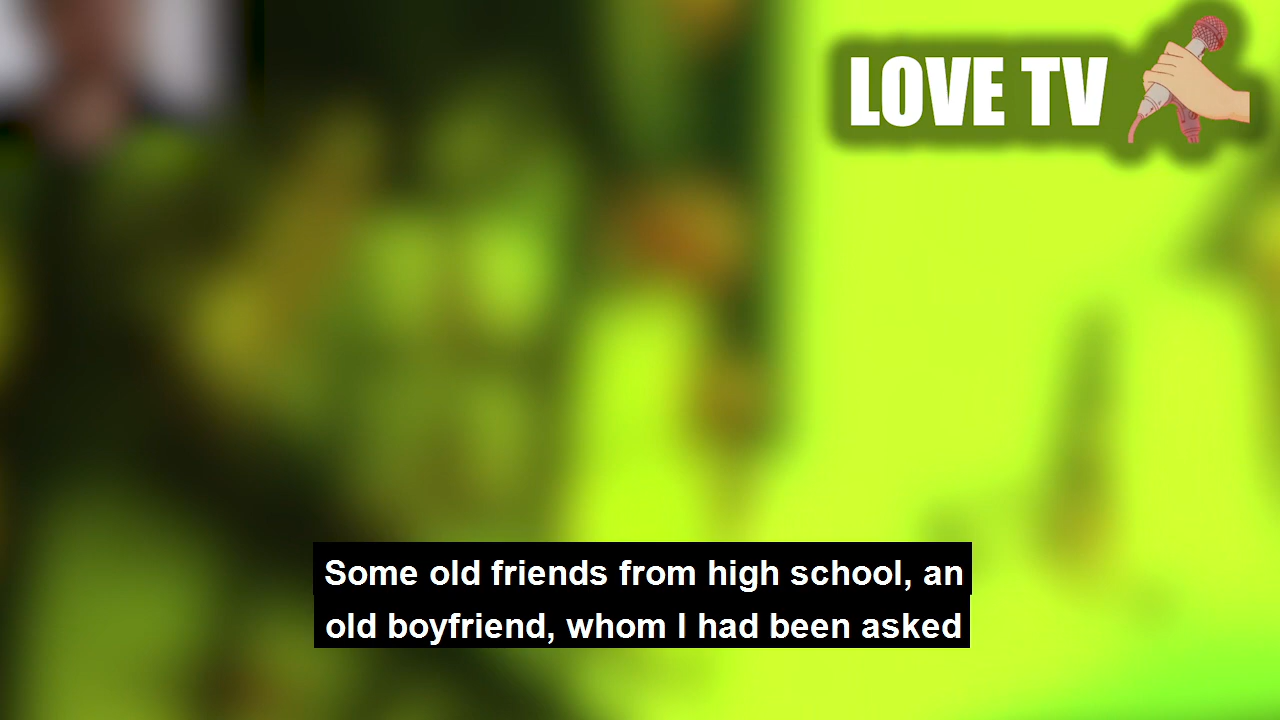 LOVE TV
Some old friends from high school, an
old boyfriend, whom I had been asked